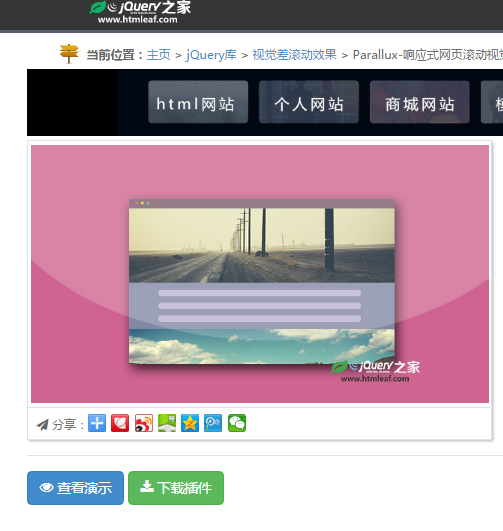 jQuery之家
www.htmleaf.com
当前位置：主页 > jQuery库 > 视觉差滚动效果 > Parallux-响应式网页滚动视
html网站 个人网站 商城网站
jQuery之家
www.htmleaf.com
分享：
查看演示 下载插件